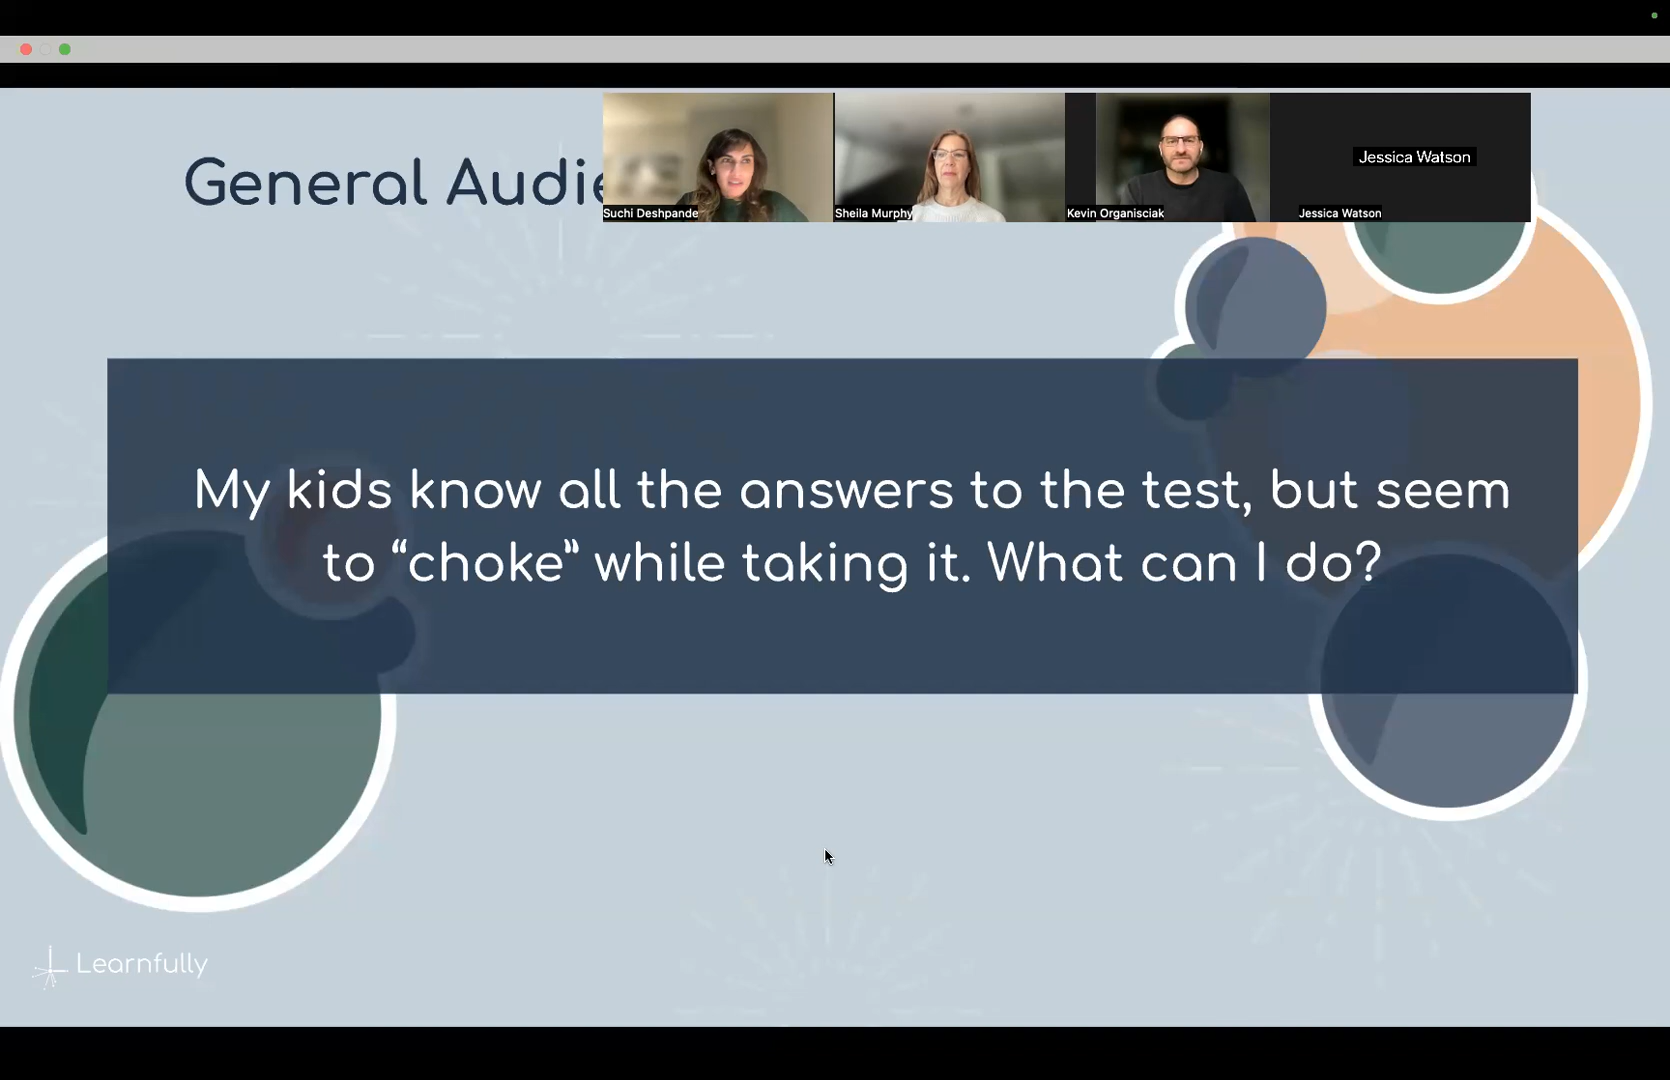 General Audie
Suchi Deshpande
Sheila Murphy
Kevin Organisciak
Jessica Watson
Jessica Watson
My kids know all the answers to the test, but seem
to “choke” while taking it. What can I do?
Learnfully